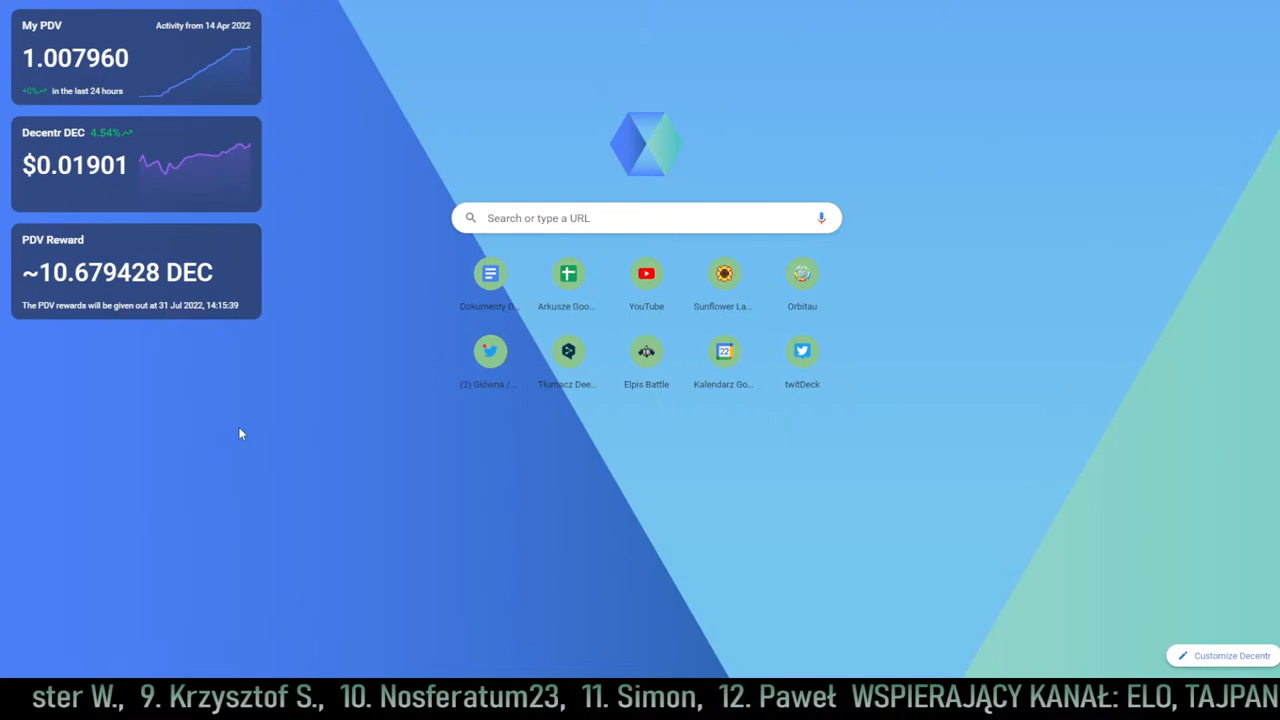 My PDV
Activity from 14 Apr 2022
1.007960
+0%
in the last 24 hours
Decentr DEC 4.54%
$0.01901
PDV Reward
~10.679428 DEC
The PDV rewards will be given out at 31 Jul 2022, 14:15:39
Search or type a URL
Dokumenty G...
Arkusze Goo...
YouTube
Sunflower La...
Orbitau
22
(2) Główna /...
Tłumacz Dee...
Elpis Battle
Kalendarz Go...
twitDeck
Customize Decentr
ster W., 9. Krzysztof S., 10. Nosferatum23, 11. Simon, 12. Paweł WSPIERAJĄCY KANAŁ: ELO, TAJPAN